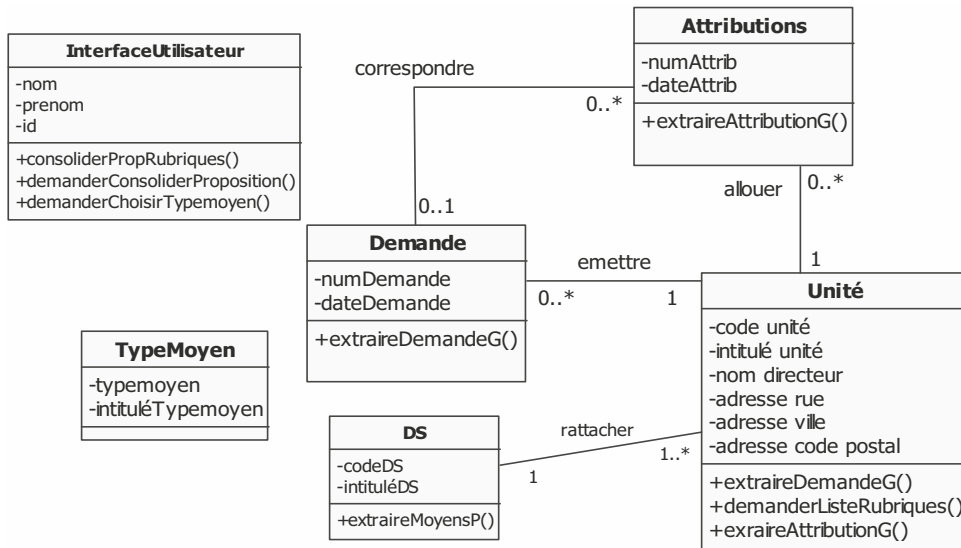 InterfaceUtilisateur
-nom
-prenom
-id
+consoliderPropRubriques()
+demanderConsoliderProposition()
+demanderChoisirTypemoyen()
correspondre
0..*
0..1
Attributions
-numAttrib
-dateAttrib
+extraireAttributionG()
allouer
0..*
1
Demande
-numDemande
-dateDemande
+extraireDemandeG()
emettre
0..*
1
Unité
-code unité
-intitulé unité
-nom directeur
-adresse rue
-adresse ville
-adresse code postal
+extraireDemandeG()
+demanderListeRubriques()
+exraireAttributionG()
TypeMoyen
-typemoyen
-intituléTypemoyen
DS
-codeDS
-intituléDS
+extraireMoyensP()
rattacher
1
1..*